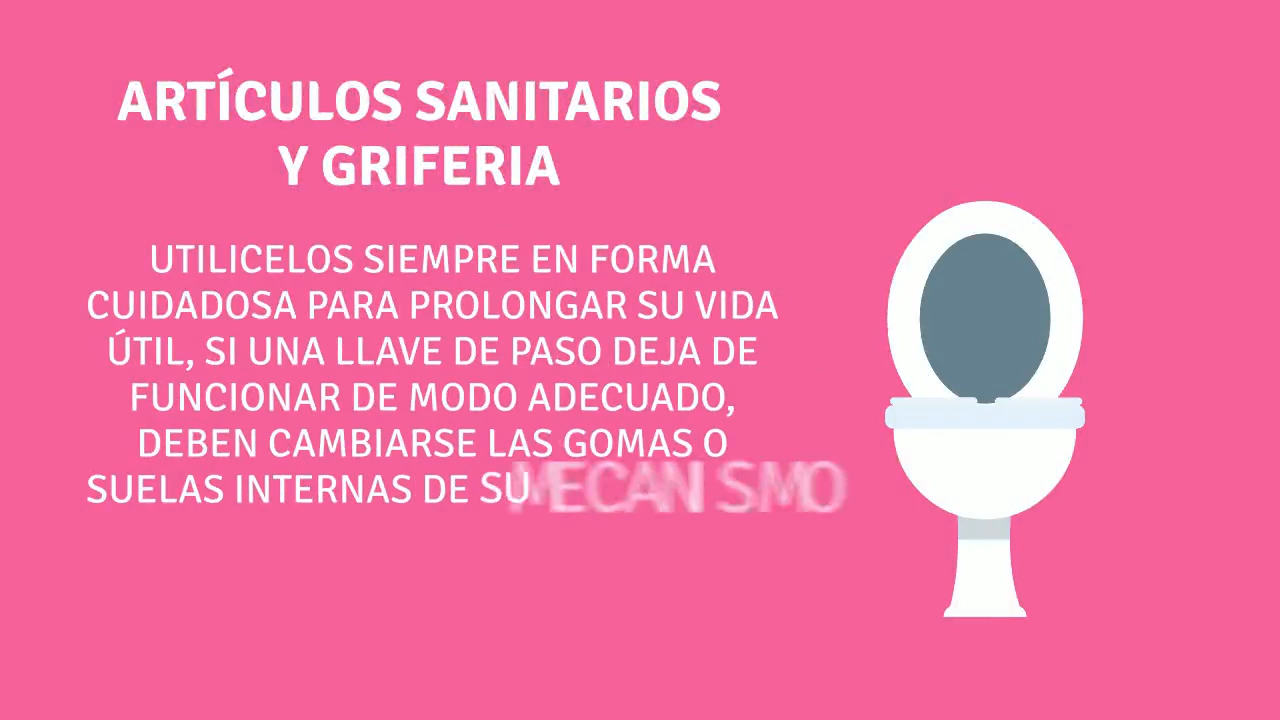 ARTÍCULOS SANITARIOS
Y GRIFERIA
UTILICELOS SIEMPRE EN FORMA
CUIDADOSA PARA PROLONGAR SU VIDA
ÚTIL, SI UNA LLAVE DE PASO DEJA DE
FUNCIONAR DE MODO ADECUADO,
DEBEN CAMBIARSE LAS GOMAS O
SUELAS INTERNAS DE SU MECANISMO